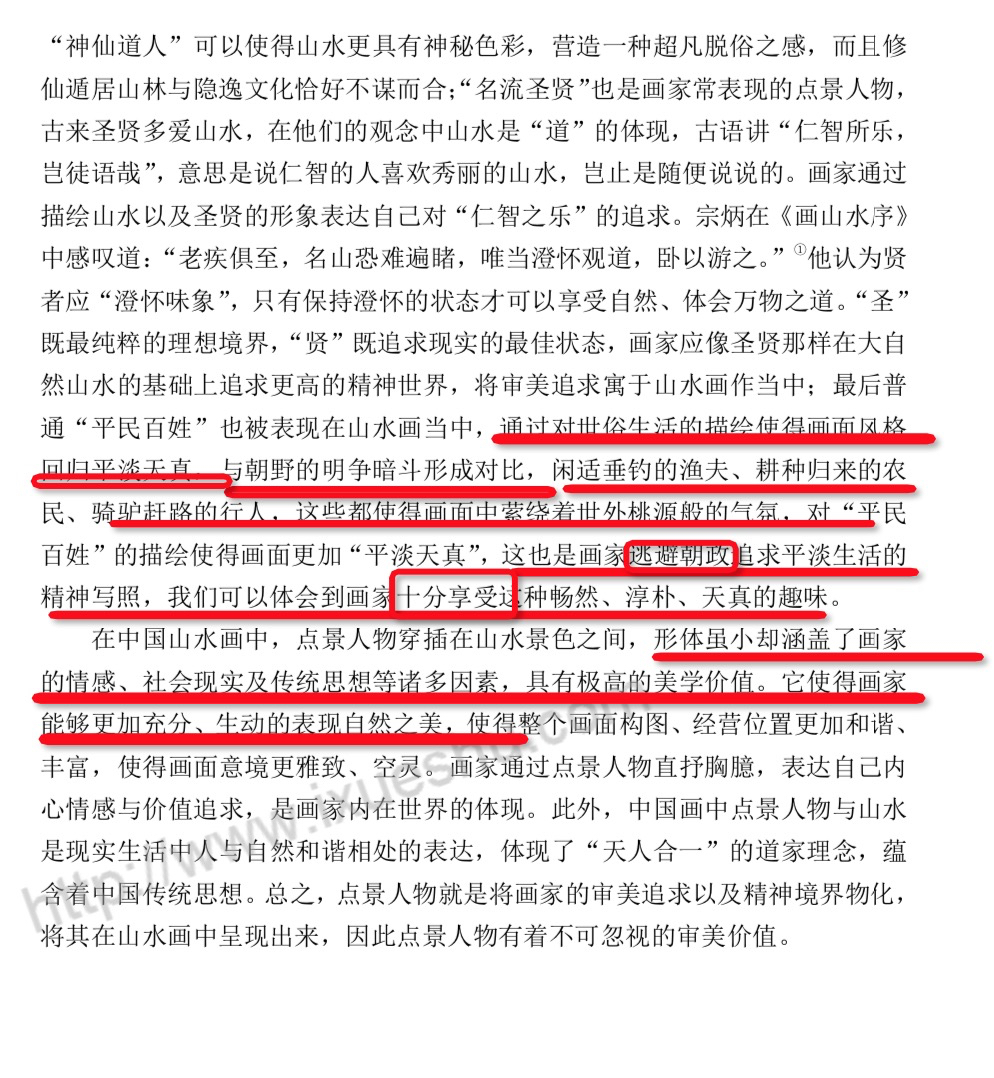 “神仙道人”可以使得山水更具有神秘色彩，营造一种超凡脱俗之感，而且修
仙遁居山林与隐逸文化恰好不谋而合；“名流圣贤”也是画家常表现的点景人物，
古来圣贤多爱山水，在他们的观念中山水是“道”的体现，古语讲“仁智所乐，
岂徒语哉”，意思是说仁智的人喜欢秀丽的山水，岂止是随便说说的。画家通过
描绘山水以及圣贤的形象表达自己对“仁智之乐”的追求。宗炳在《画山水序》
中感叹道：“老疾俱至，名山恐难遍睹，唯当澄怀观道，卧以游之。”①他认为贤
者应“澄怀味象”，只有保持澄怀的状态才可以享受自然、体会万物之道。“圣”
既最纯粹的理想境界，“贤”既追求现实的最佳状态，画家应像圣贤那样在大自
然山水的基础上追求更高的精神世界，将审美追求寓于山水画作当中；最后普
通“平民百姓”也被表现在山水画当中，通过对世俗生活的描绘使得画面风格
回归平淡天真，与朝野的明争暗斗形成对比，闲适垂钓的渔夫、耕种归来的农
民、骑驴赶路的行人，这些都使得画面中萦绕着世外桃源般的气氛，对“平民
百姓”的描绘使得画面更加“平淡天真”，这也是画家逃避朝政追求平淡生活的
精神写照，我们可以体会到画家十分享受这种畅然、淳朴、天真的趣味。
在中国山水画中，点景人物穿插在山水景色之间，形体虽小却涵盖了画家
的情感、社会现实及传统思想等诸多因素，具有极高的美学价值。它使得画家
能够更加充分、生动的表现自然之美，使得整个画面构图、经营位置更加和谐、
丰富，使得画面意境更雅致、空灵。画家通过点景人物直抒胸臆，表达自己内
心情感与价值追求，是画家内在世界的体现。此外，中国画中点景人物与山水
是现实生活中人与自然和谐相处的表达，体现了“天人合一”的道家理念，蕴
含着中国传统思想。总之，点景人物就是将画家的审美追求以及精神境界物化，
将其在山水画中呈现出来，因此点景人物有着不可忽视的审美价值。
http://www.ixueshu.com